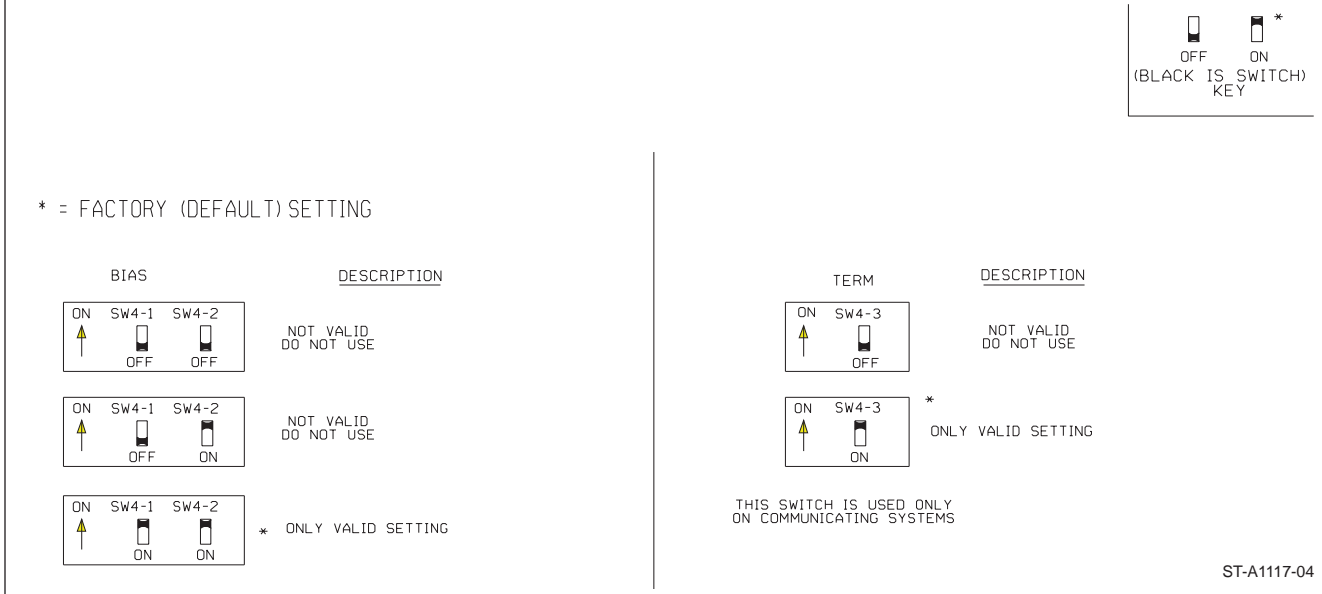 *
OFF ON
(BLACK IS SWITCH)
KEY
* = FACTORY (DEFAULT) SETTING
BIAS DESCRIPTION
ON SW4-1 SW4-2
OFF OFF
NOT VALID
DO NOT USE
ON SW4-1 SW4-2
OFF ON
NOT VALID
DO NOT USE
ON SW4-1 SW4-2
ON ON
* ONLY VALID SETTING
TERM DESCRIPTION
ON SW4-3
OFF
NOT VALID
DO NOT USE
ON SW4-3
ON
*
ONLY VALID SETTING
THIS SWITCH IS USED ONLY
ON COMMUNICATING SYSTEMS
ST-A1117-04